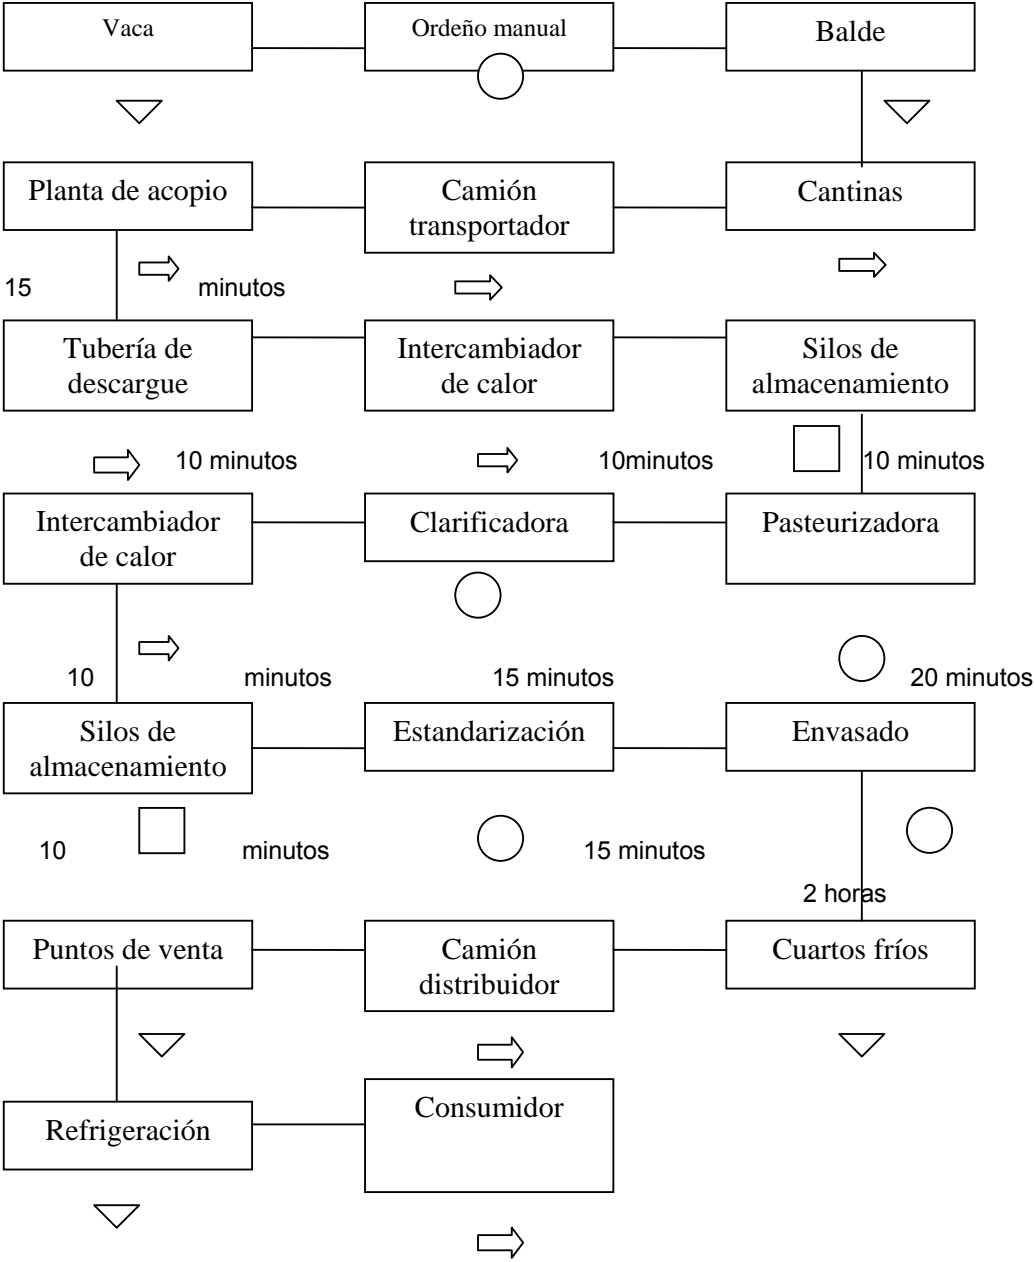 Vaca
Ordeño manual
Balde
Planta de acopio
Camión
transportador
Cantinas
15 minutos
Tubería de
descargue
Intercambiador
de calor
Silos de
almacenamiento
10 minutos
10minutos
10 minutos
Intercambiador
de calor
Clarificadora
Pasteurizadora
10 minutos
15 minutos
20 minutos
Silos de
almacenamiento
Estandarización
Envasado
10 minutos
15 minutos
2 horas
Puntos de venta
Camión
distribuidor
Cuartos fríos
Refrigeración
Consumidor